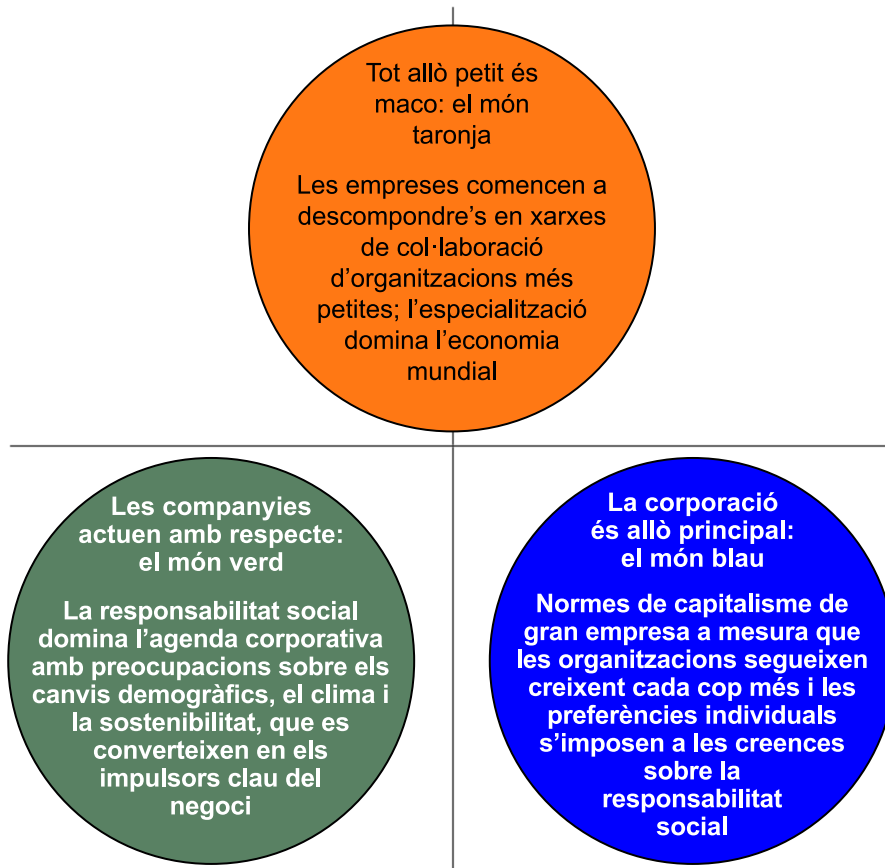 Tot allò petit és
maco: el món
taronja
Les empreses comencen a
descompondre’s en xarxes
de col·laboració
d’organitzacions més
petites; l’especialització
domina l’economia
mundial
Les companyies
actuen amb respecte:
el món verd
La responsabilitat social
domina l’agenda corporativa
amb preocupacions sobre els
canvis demogràfics, el clima i
la sostenibilitat, que es
converteixen en els
impulsors clau del
negoci
La corporació
és allò principal:
el món blau
Normes de capitalisme de
gran empresa a mesura que
les organitzacions segueixen
creixent cada cop més i les
preferències individuals
s’imposen a les creences
sobre la
responsabilitat
social